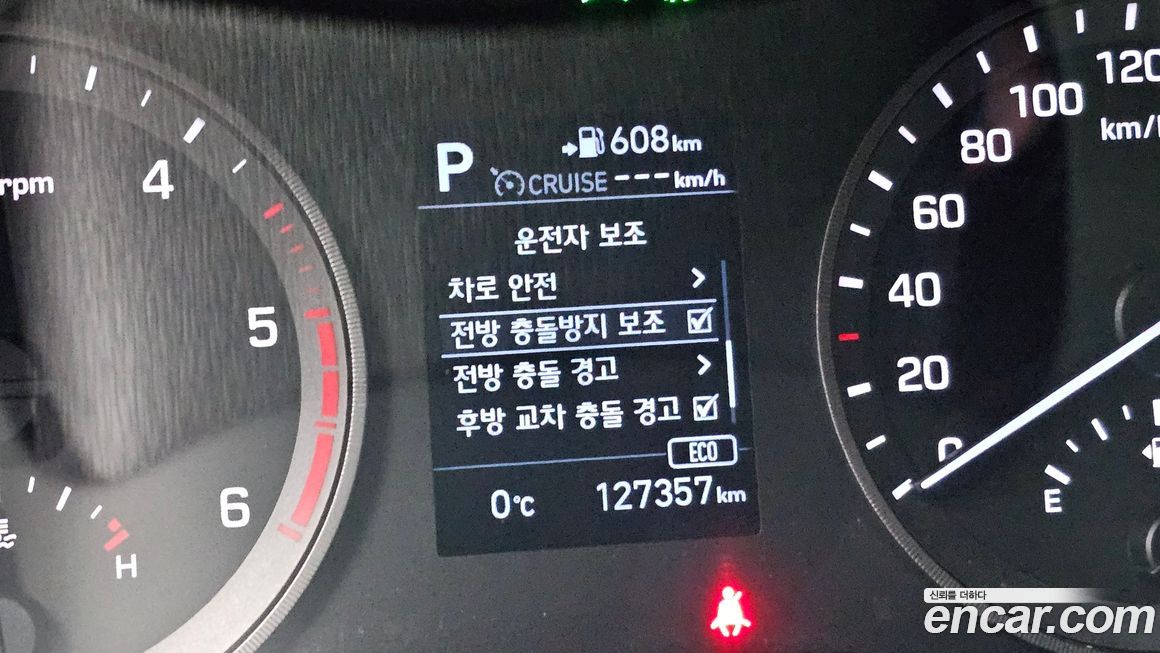 rpm
4
5
6
H
P
608km
CRUISE ---km/h
운전자 보조
차로 안전
전방 충돌방지 보조
전방 충돌 경고
후방 교차 충돌 경고
ECO
0℃ 127357km
120
100
80
60
40
20
0
E
신뢰를 더하다
encar.com